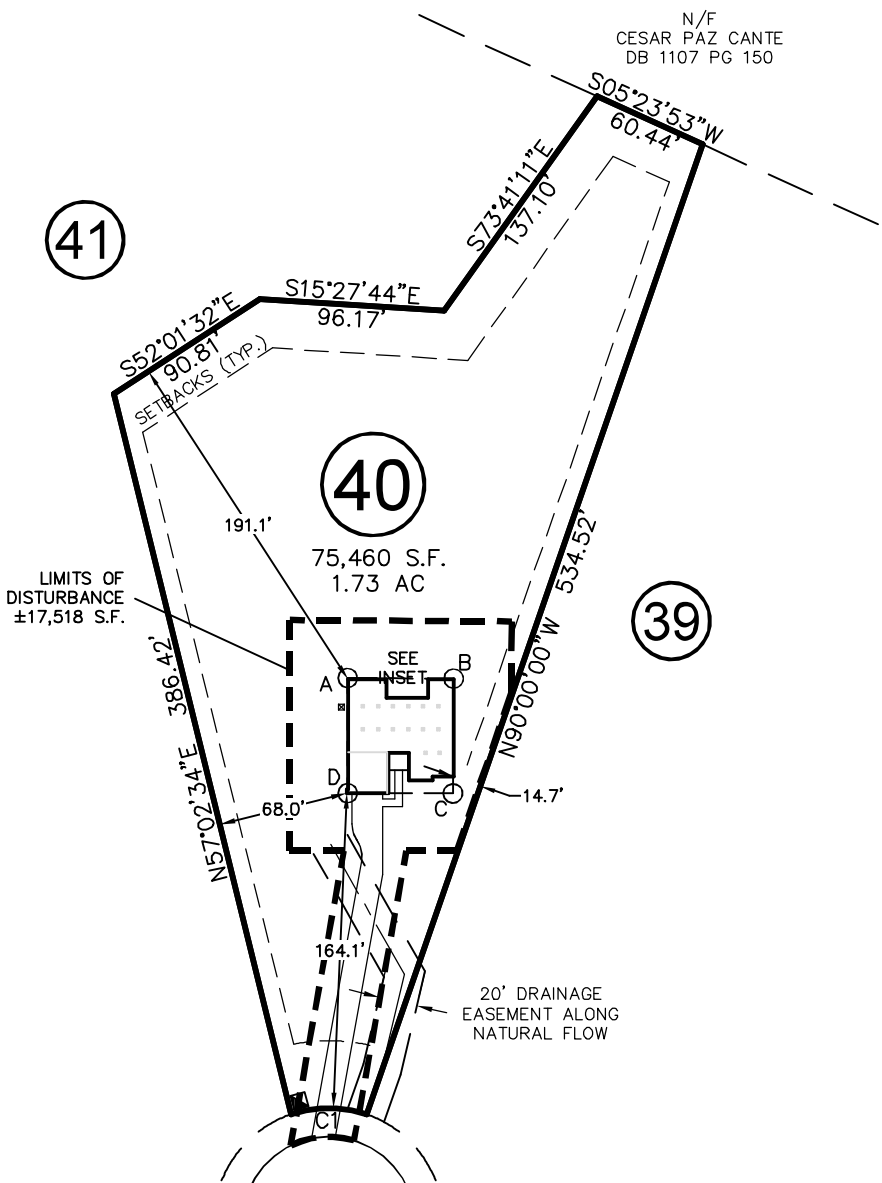 N/F
CESAR PAZ CANTE
DB 1107 PG 150
S05°23'53"W
60.44'
S73°41'11"E
137.10'
41
S15°27'44"E
96.17'
S52°01'32"E
90.81'
SETBACKS (TYP.)
40
191.1'
75,460 S.F.
1.73 AC
534.52'
N90°00'00"W
LIMITS OF
DISTURBANCE
±17,518 S.F.
39
SEE
INSET
A
B
386.42'
N57°02'34"E
D
C
68.0'
14.7'
164.1'
20' DRAINAGE
EASEMENT ALONG
NATURAL FLOW
C1